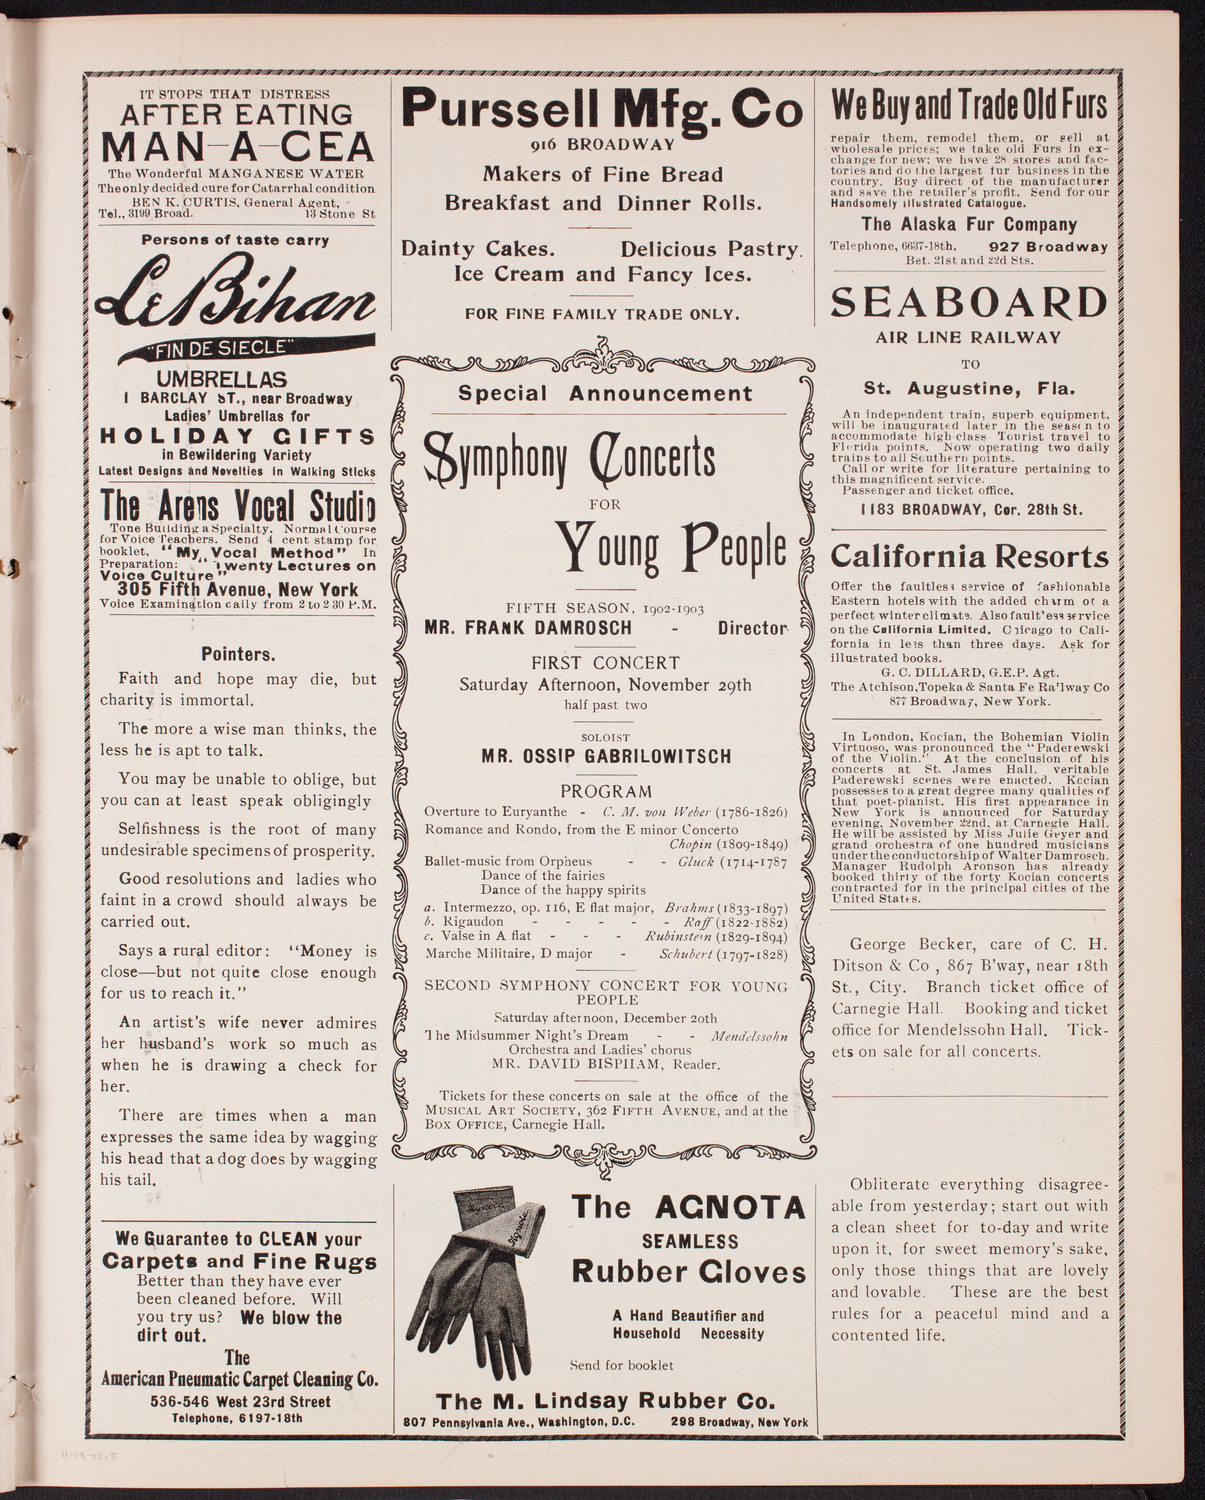 IT STOPS THAT DISTRESS
AFTER EATING
MAN-A-CEA
The Wonderful MANGANESE WATER
The only decided cure for Catarrhal condition
BEN K. CURTIS, General Agent,
Tel., 3199 Broad. 13 Stone St
Persons of taste carry
Le Bihan
"FIN DE SIECLE"
UMBRELLAS
1 BARCLAY ST., near Broadway
Ladies' Umbrellas for
HOLIDAY GIFTS
in Bewildering Variety
Latest Designs and Novelties in Walking Sticks
The Arens Vocal Studio
Tone Building a Specialty. Normal Course
for Voice Teachers. Send 4 cent stamp for
booklet, "My Vocal Method" In
Preparation: "Twenty Lectures on
Voice Culture"
305 Fifth Avenue, New York
Voice Examination daily from 2 to 2 30 P.M.
Pointers.
Faith and hope may die, but
charity is immortal.
The more a wise man thinks, the
less he is apt to talk.
You may be unable to oblige, but
you can at least speak obligingly
Selfishness is the root of many
undesirable specimens of prosperity.
Good resolutions and ladies who
faint in a crowd should always be
carried out.
Says a rural editor: "Money is
close—but not quite close enough
for us to reach it."
An artist's wife never admires
her husband's work so much as
when he is drawing a check for
her.
There are times when a man
expresses the same idea by wagging
his head that a dog does by wagging
his tail.
We Guarantee to CLEAN your
Carpets and Fine Rugs
Better than they have ever
been cleaned before. Will
you try us? We blow the
dirt out.
The
American Pneumatic Carpet Cleaning Co.
536-546 West 23rd Street
Telephone, 6197-18th
Purssell Mfg. Co
916 BROADWAY
Makers of Fine Bread
Breakfast and Dinner Rolls.
Dainty Cakes. Delicious Pastry.
Ice Cream and Fancy Ices.
FOR FINE FAMILY TRADE ONLY.
Special Announcement
Symphony Concerts
FOR
Young People
FIFTH SEASON, 1902-1903
MR. FRANK DAMROSCH - Director
FIRST CONCERT
Saturday Afternoon, November 29th
half past two
SOLOIST
MR. OSSIP GABRILOWITSCH
PROGRAM
Overture to Euryanthe - C. M. von Weber (1786-1826)
Romance and Rondo, from the E minor Concerto
Chopin (1809-1849)
Ballet-music from Orpheus - - Gluck (1714-1787
Dance of the fairies
Dance of the happy spirits
a. Intermezzo, op. 116, E flat major, Brahms (1833-1897)
b. Rigaudon - - - - - Raff (1822-1882)
c. Valse in A flat - - - Rubinstein (1829-1894)
Marche Militaire, D major - Schubert (1797-1828)
SECOND SYMPHONY CONCERT FOR YOUNG
PEOPLE
Saturday afternoon, December 20th
The Midsummer Night's Dream - - Mendelssohn
Orchestra and Ladies' chorus
MR. DAVID BISPHAM, Reader.
Tickets for these concerts on sale at the office of the
MUSICAL ART SOCIETY, 362 FIFTH AVENUE, and at the
BOX OFFICE, Carnegie Hall.
Agnota
Agnota
The AGNOTA
SEAMLESS
Rubber Gloves
A Hand Beautifier and
Household Necessity
Send for booklet
The M. Lindsay Rubber Co.
807 Pennsylvania Ave., Washington, D.C. 298 Broadway, New York
We Buy and Trade Old Furs
repair them, remodel them, or sell at
wholesale prices; we take old Furs in ex-
change for new; we have 28 stores and fac-
tories and do the largest fur business in the
country. Buy direct of the manufacturer
and save the retailer's profit. Send for our
Handsomely illustrated Catalogue.
The Alaska Fur Company
Telephone, 6637-18th. 927 Broadway
Bet. 21st and 22d Sts.
SEABOARD
AIR LINE RAILWAY
TO
St. Augustine, Fla.
An independent train, superb equipment,
will be inaugurated later in the season to
accommodate high class Tourist travel to
Florida points. Now operating two daily
trains to all Southern points.
Call or write for literature pertaining to
this magnificent service.
Passenger and ticket office,
1183 BROADWAY, Cor. 28th St.
California Resorts
Offer the faultless service of fashionable
Eastern hotels with the added charm of a
perfect winter climate. Also faultless service
on the California Limited. Chicago to Cali-
fornia in less than three days. Ask for
illustrated books.
G. C. DILLARD, G.E.P. Agt.
The Atchison,Topeka & Santa Fe Ra'lway Co
877 Broadway, New York.
In London, Kocian, the Bohemian Violin
Virtuoso, was pronounced the "Paderewski
of the Violin." At the conclusion of his
concerts at St. James Hall, veritable
Paderewski scenes were enacted. Kocian
possesses to a great degree many qualities of
that poet-pianist. His first appearance in
New York is announced for Saturday
evening, November 22nd, at Carnegie Hall.
He will be assisted by Miss Julie Geyer and
grand orchestra of one hundred musicians
under the conductorship of Walter Damrosch.
Manager Rudolph Aronson has already
booked thirty of the forty Kocian concerts
contracted for in the principal cities of the
United States.
George Becker, care of C. H.
Ditson & Co , 867 B'way, near 18th
St., City. Branch ticket office of
Carnegie Hall. Booking and ticket
office for Mendelssohn Hall. Tick-
ets on sale for all concerts.
Obliterate everything disagree-
able from yesterday; start out with
a clean sheet for to-day and write
upon it, for sweet memory's sake,
only those things that are lovely
and lovable. These are the best
rules for a peaceful mind and a
contented life.
11-19-02.5